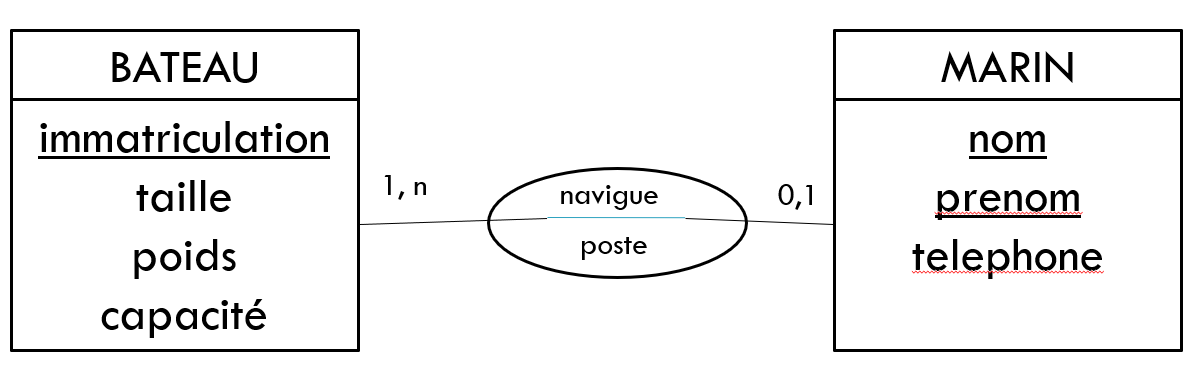 BATEAU
immatriculation
taille
poids
capacité
1, n
navigue
poste
0,1
MARIN
nom
prenom
telephone